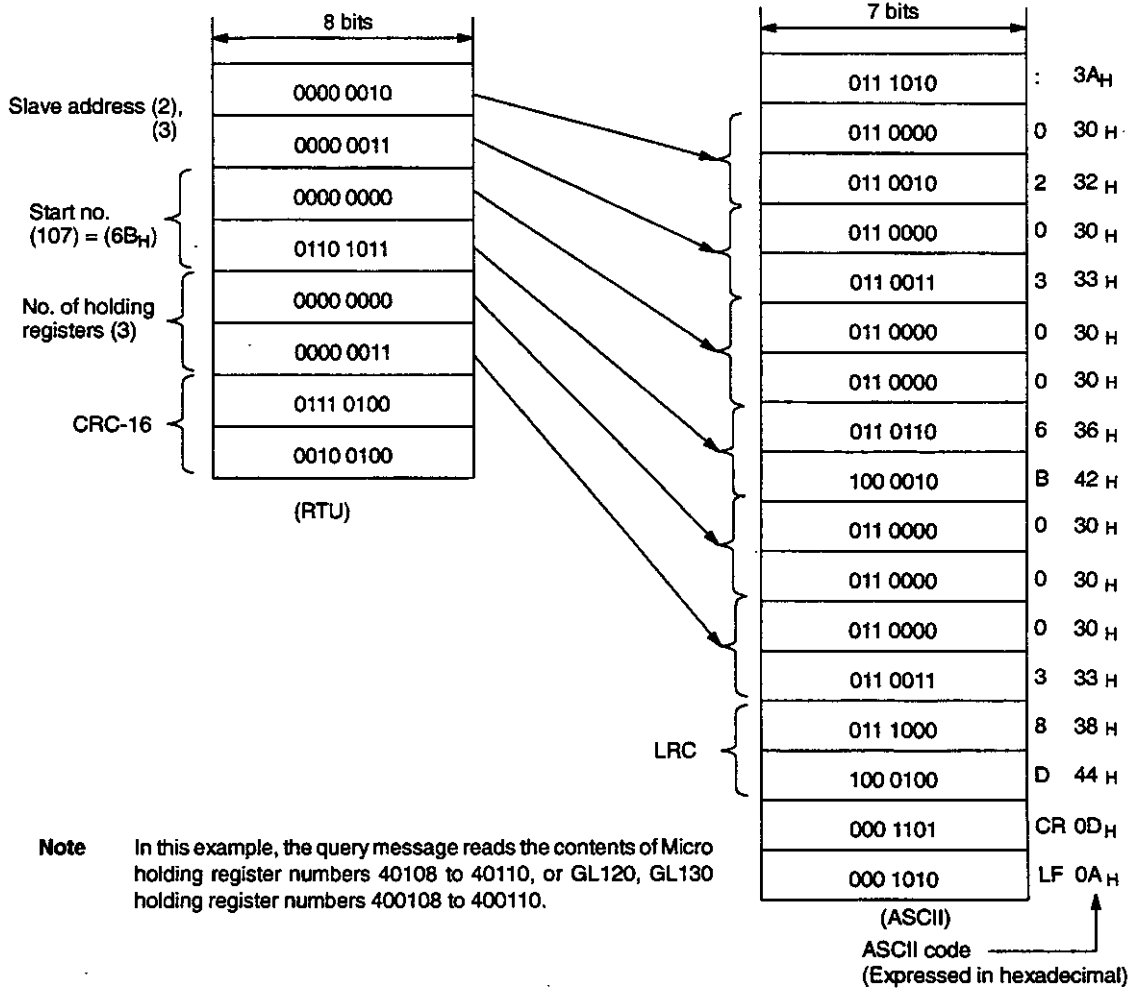 8 bits
Slave address (2),
(3)
0000 0010
0000 0011
Start no.
(107) = (6BH)
0000 0000
0110 1011
No. of holding
registers (3)
0000 0000
0000 0011
CRC-16
0111 0100
0010 0100
(RTU)
7 bits
011 1010 : 3AH
011 0000 0 30 H
011 0010 2 32 H
011 0000 0 30 H
011 0011 3 33 H
011 0000 0 30 H
011 0000 0 30 H
011 0110 6 36 H
100 0010 B 42 H
011 0000 0 30 H
011 0000 0 30 H
011 0000 0 30 H
011 0011 3 33 H
LRC
011 1000 8 38 H
100 0100 D 44 H
000 1101 CR 0DH
000 1010 LF 0AH
(ASCII)
ASCII code
(Expressed in hexadecimal)
Note In this example, the query message reads the contents of Micro
holding register numbers 40108 to 40110, or GL120, GL130
holding register numbers 400108 to 400110.